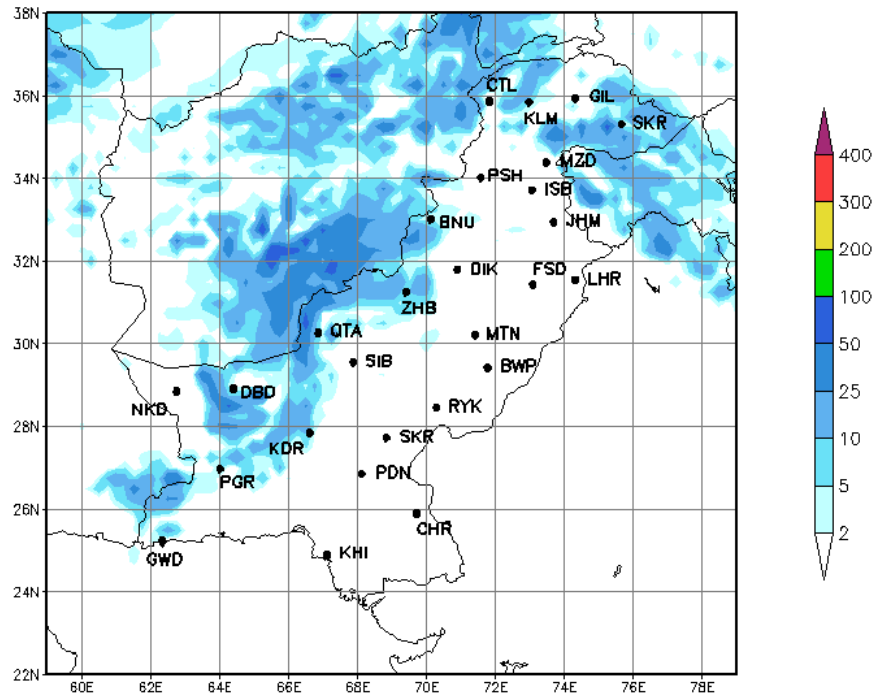 38N
36N
34N
32N
30N
28N
26N
24N
22N
60E 62E 64E 66E 68E 70E 72E 74E 76E 78E
CTL
KLM
GIL
SKR
MZD
PSH
ISB
BNU
JHM
DIK
FSD
LHR
ZHB
QTA
MTN
SIB
BWP
NKD
DBD
RYK
KDR
SKR
PGR
PDN
CHR
GWD
KHI
400
300
200
100
50
25
10
5
2